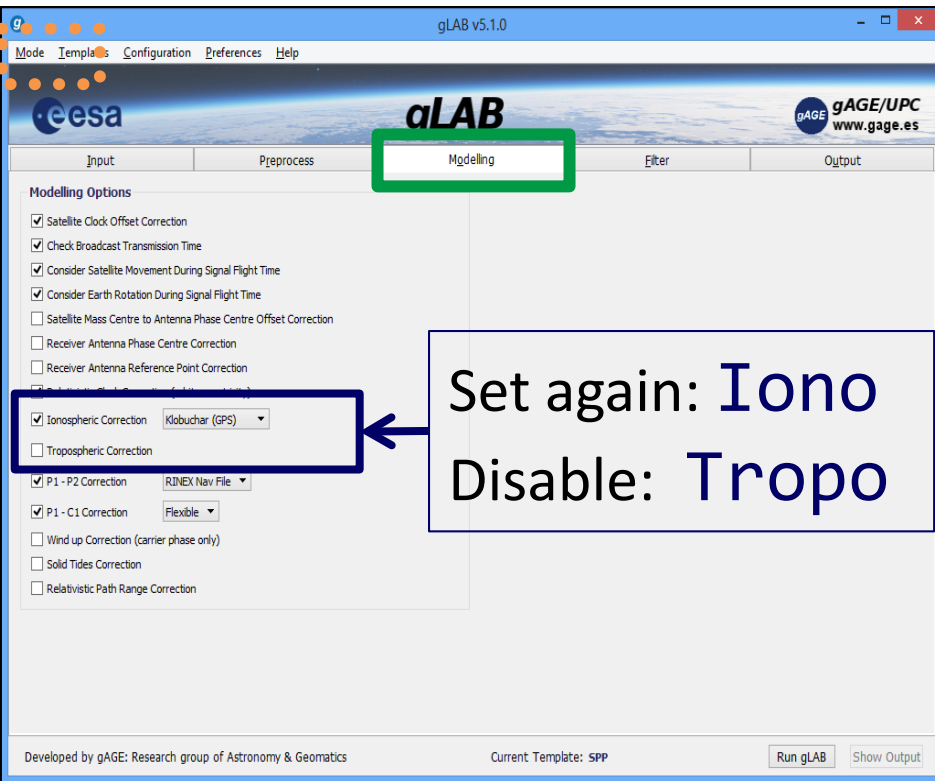 gLAB v5.1.0
Mode Templates Configuration Preferences Help
esa
gLAB
gAGE
gAGE/UPC
www.gage.es
Input Preprocess Modelling Filter Output
Modelling Options
Satellite Clock Offset Correction
Check Broadcast Transmission Time
Consider Satellite Movement During Signal Flight Time
Consider Earth Rotation During Signal Flight Time
Satellite Mass Centre to Antenna Phase Centre Offset Correction
Receiver Antenna Phase Centre Correction
Receiver Antenna Reference Point Correction
Ionospheric Correction Klobuchar (GPS)
Tropospheric Correction
P1 - P2 Correction RINEX Nav File
P1 - C1 Correction Flexible
Wind up Correction (carrier phase only)
Solid Tides Correction
Relativistic Path Range Correction
Set again: Iono
Disable: Tropo
Developed by gAGE: Research group of Astronomy & Geomatics Current Template: SPP Run gLAB Show Output